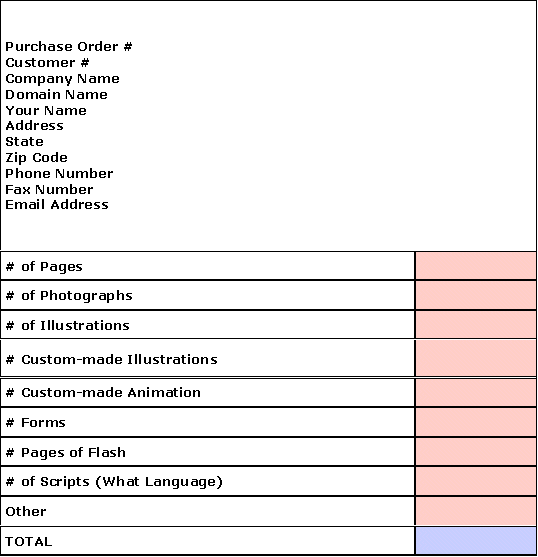 Purchase Order #
Customer #
Company Name
Domain Name
Your Name
Address
State
Zip Code
Phone Number
Fax Number
Email Address
# of Pages
# of Photographs
# of Illustrations
# Custom-made Illustrations
# Custom-made Animation
# Forms
# Pages of Flash
# of Scripts (What Language)
Other
TOTAL